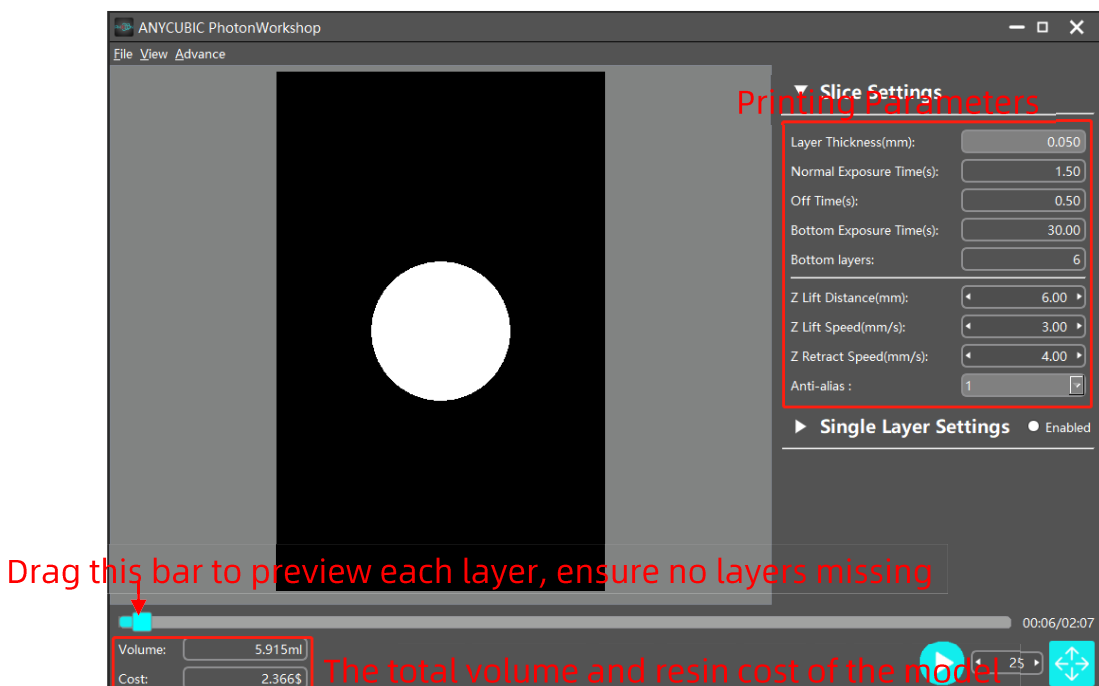 ANYCUBIC PhotonWorkshop
File View Advance
Slice Settings
Printing Parameters
Layer Thickness(mm): 0.050
Normal Exposure Time(s): 1.50
Off Time(s): 0.50
Bottom Exposure Time(s): 30.00
Bottom layers: 6
Z Lift Distance(mm): 6.00
Z Lift Speed(mm/s): 3.00
Z Retract Speed(mm/s): 4.00
Anti-alias : 1
Single Layer Settings Enabled
Drag this bar to preview each layer, ensure no layers missing
00:06/02:07
Volume: 5.915ml
Cost: 2.366$
The total volume and resin cost of the model